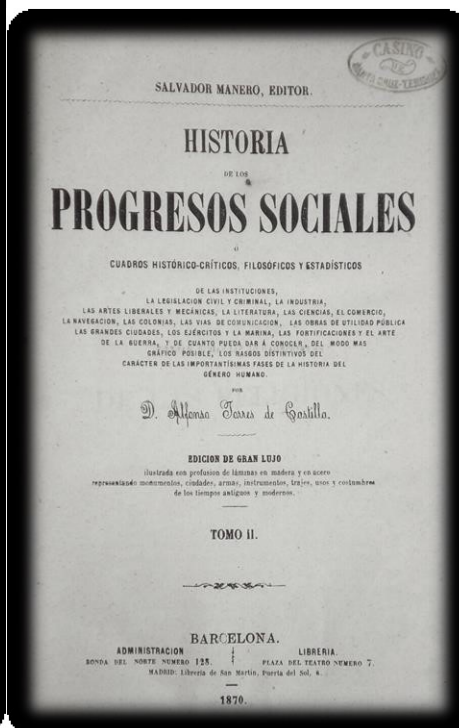 CASINO
DE
SANTA CRUZ-TENERIFE
SALVADOR MANERO, EDITOR.
HISTORIA
DE LOS
PROGRESOS SOCIALES
Ó
CUADROS HISTÓRICO-CRÍTICOS, FILOSÓFICOS Y ESTADÍSTICOS
DE LAS INSTITUCIONES,
LA LEGISLACION CIVIL Y CRIMINAL, LA INDUSTRIA,
LAS ARTES LIBERALES Y MECÁNICAS, LA LITERATURA, LAS CIENCIAS, EL COMERCIO,
LA NAVEGACION, LAS COLONIAS, LAS VIAS DE COMUNICACION, LAS OBRAS DE UTILIDAD PÚBLICA
LAS GRANDES CIUDADES, LOS EJÉRCITOS Y LA MARINA, LAS FORTIFICACIONES Y EL ARTE
DE LA GUERRA, Y DE CUANTO PUEDA DAR Á CONOCER, DEL MODO MAS
GRÁFICO POSIBLE, LOS RASGOS DISTINTIVOS DEL
CARÁCTER DE LAS IMPORTANTÍSIMAS FASES DE LA HISTORIA DEL
GÉNERO HUMANO.
POR
D. Alfonso Torres de Castilla.
EDICION DE GRAN LUJO
ilustrada con profusion de láminas en madera y en acero
representando monumentos, ciudades, armas, instrumentos, trajes, usos y costumbres
de los tiempos antiguos y modernos.
TOMO II.
BARCELONA.
ADMINISTRACION
RONDA DEL NORTE NUMERO 128.
LIBRERIA.
PLAZA DEL TEATRO NUMERO 7.
MADRID: Librería de San Martin, Puerta del Sol, 6.
1870.